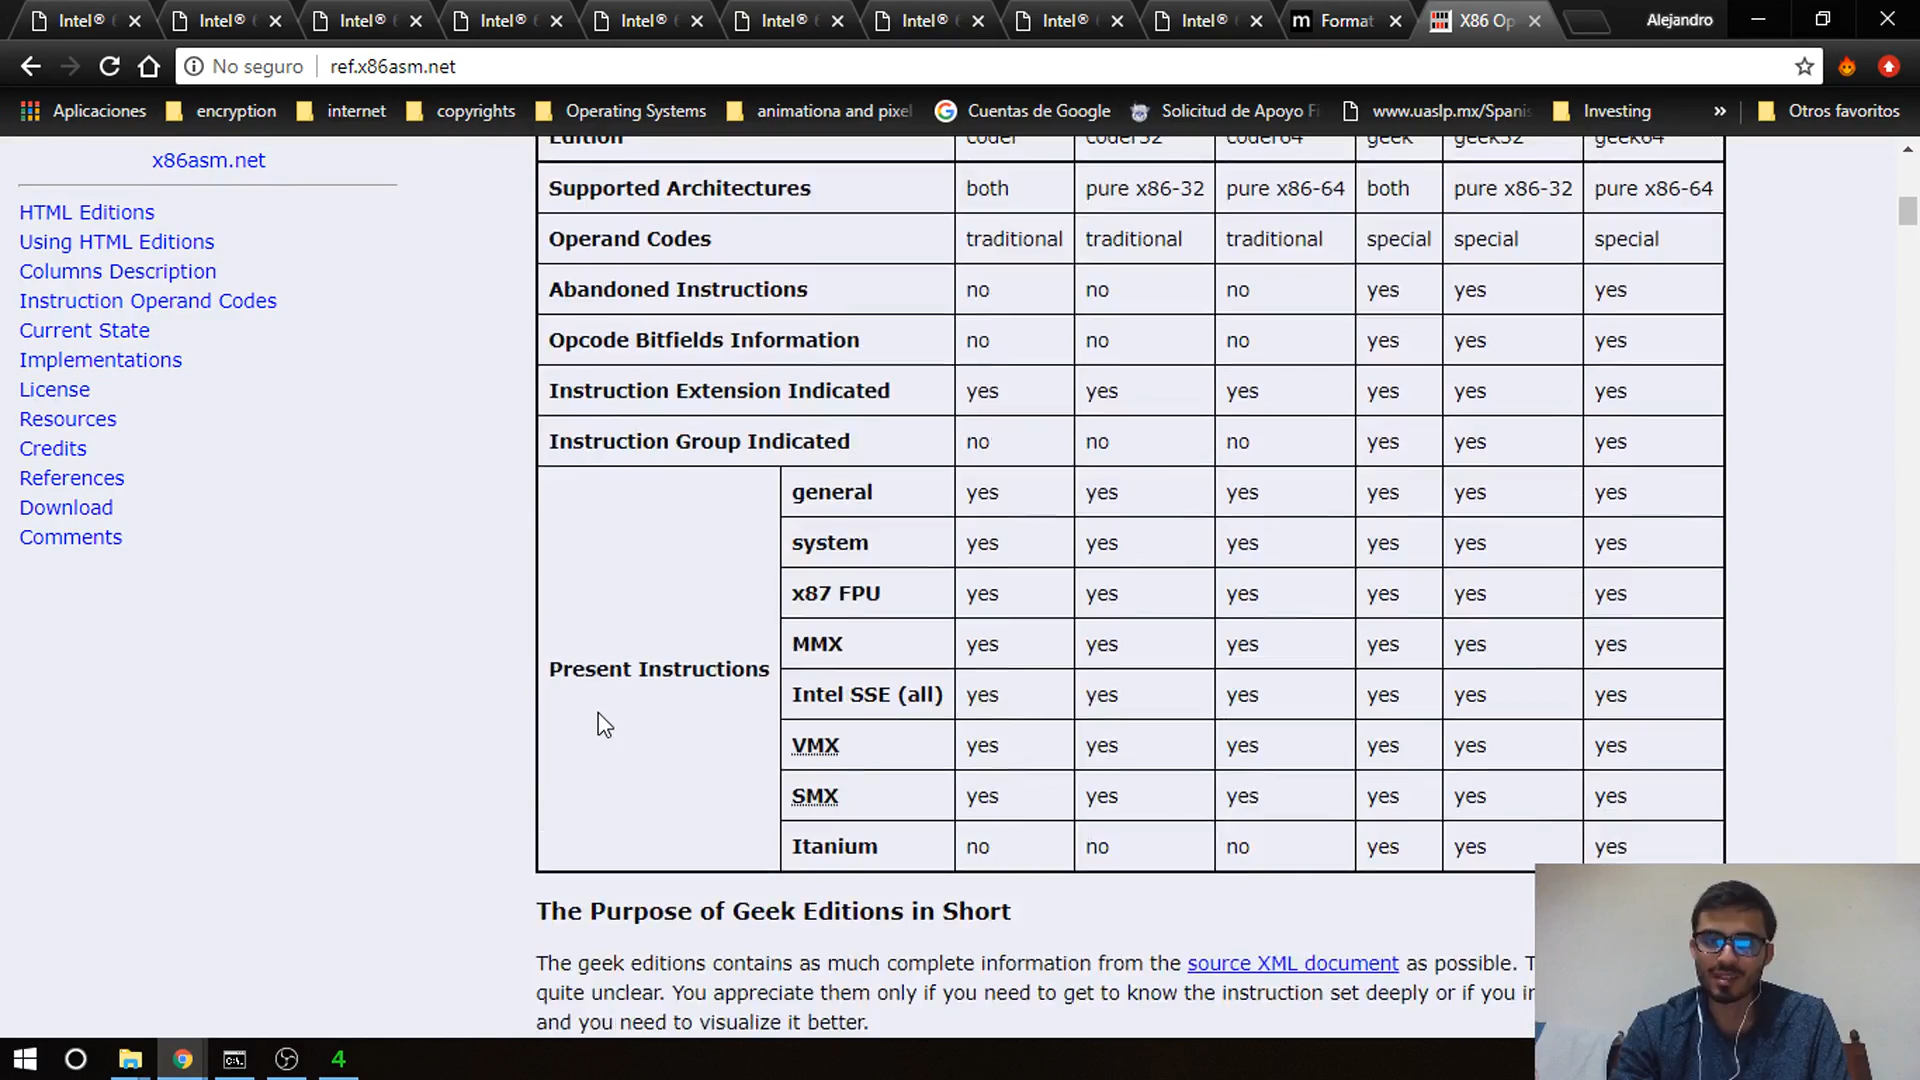 Intel® Intel® Intel® Intel® Intel® Intel® Intel® Intel® Intel® Format X86 Op Alejandro
No seguro ref.x86asm.net
Aplicaciones encryption internet copyrights Operating Systems animationa and pixel Cuentas de Google Solicitud de Apoyo Fi www.uaslp.mx/Spanis Investing » Otros favoritos
x86asm.net
HTML Editions
Using HTML Editions
Columns Description
Instruction Operand Codes
Current State
Implementations
License
Resources
Credits
References
Download
Comments
Edition coder coder32 coder64 geek geek32 geek64
Supported Architectures both pure x86-32 pure x86-64 both pure x86-32 pure x86-64
Operand Codes traditional traditional traditional special special special
Abandoned Instructions no no no yes yes yes
Opcode Bitfields Information no no no yes yes yes
Instruction Extension Indicated yes yes yes yes yes yes
Instruction Group Indicated no no no yes yes yes
Present Instructions
general yes yes yes yes yes yes
system yes yes yes yes yes yes
x87 FPU yes yes yes yes yes yes
MMX yes yes yes yes yes yes
Intel SSE (all) yes yes yes yes yes yes
VMX yes yes yes yes yes yes
SMX yes yes yes yes yes yes
Itanium no no no yes yes yes
The Purpose of Geek Editions in Short
The geek editions contains as much complete information from the source XML document as possible. T
quite unclear. You appreciate them only if you need to get to know the instruction set deeply or if you i
and you need to visualize it better.
4